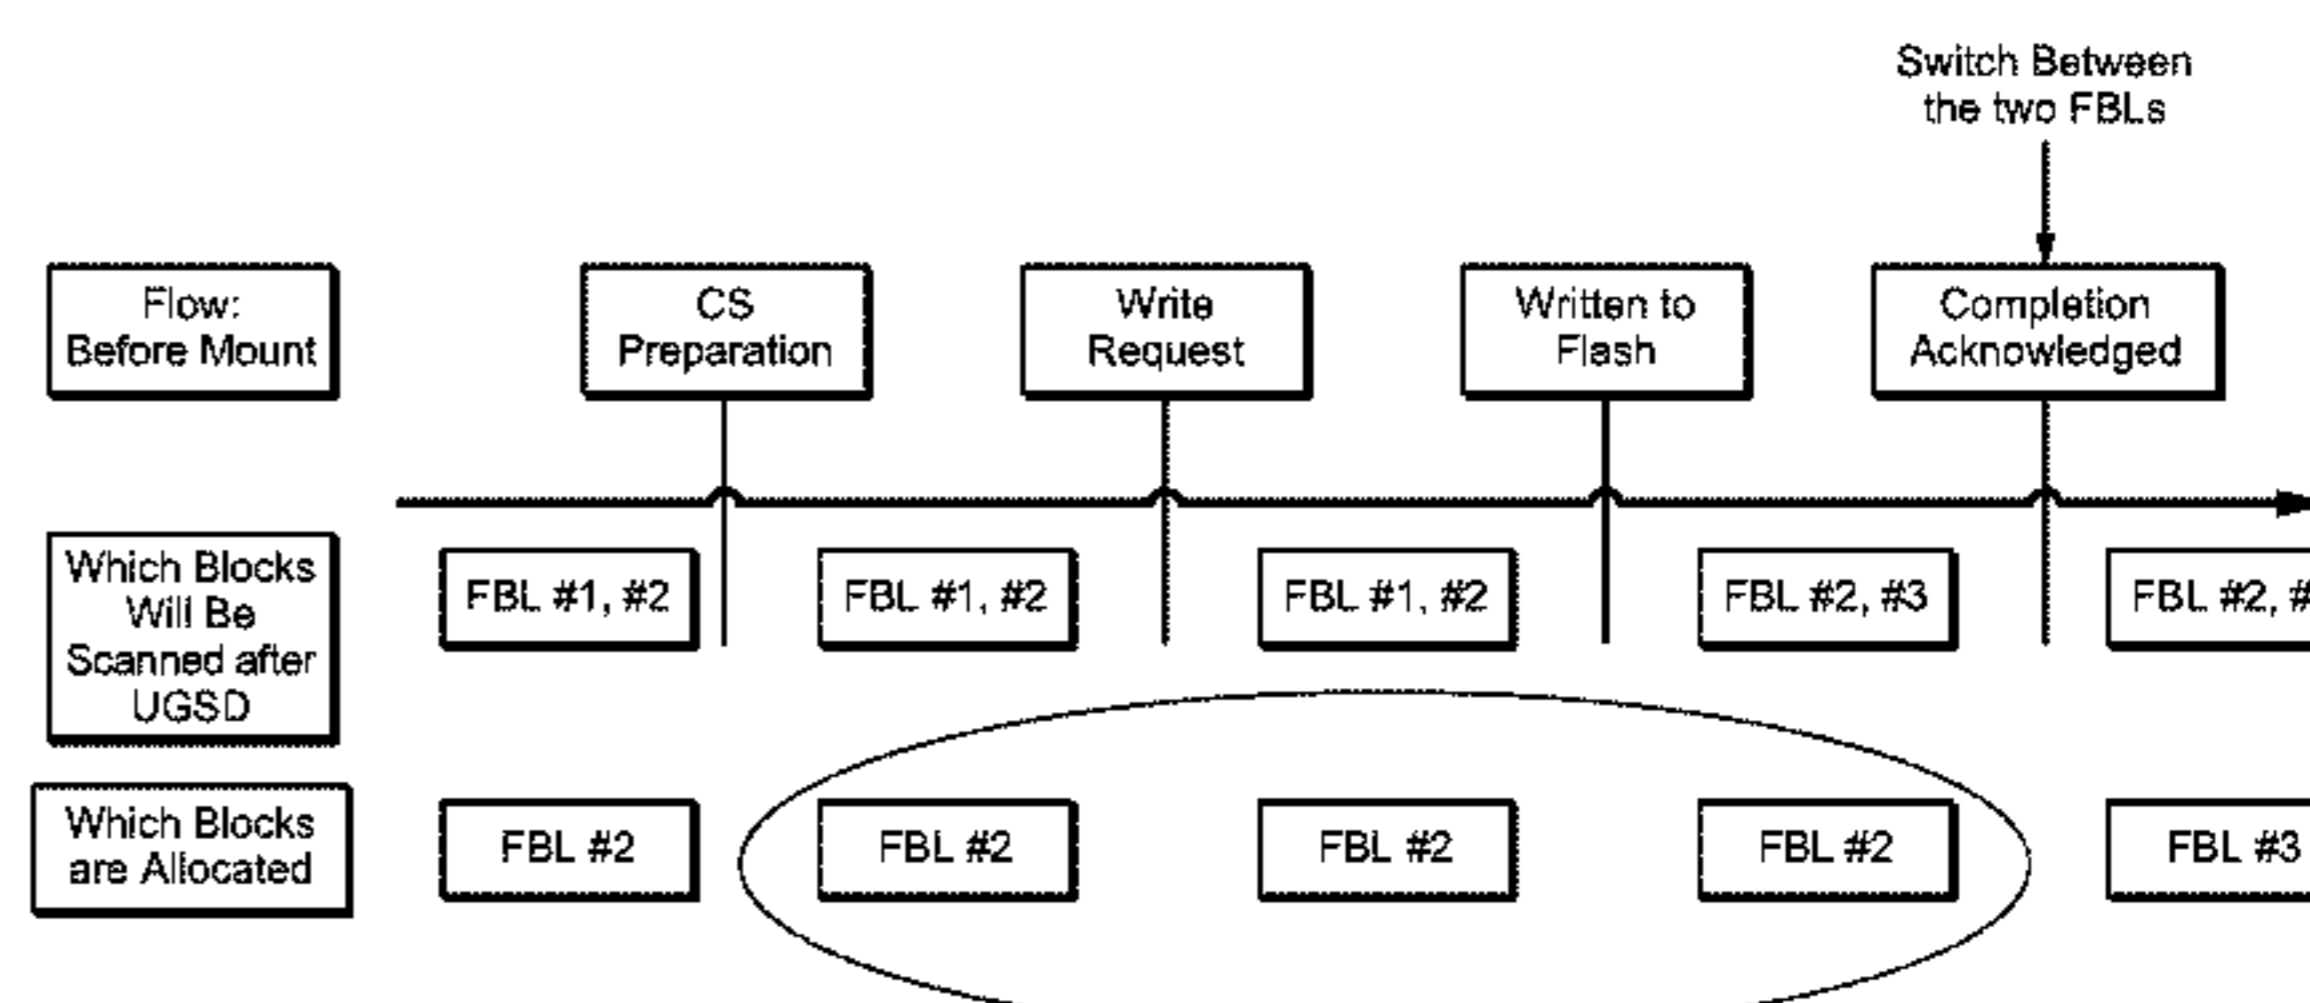 Switch Between
the two FBLs
Flow:
Before Mount
CS
Preparation
Write
Request
Written to
Flash
Completion
Acknowledged
Which Blocks
Will Be
Scanned after
UGSD
FBL #1, #2
FBL #1, #2
FBL #1, #2
FBL #2, #3
FBL #2, #
Which Blocks
are Allocated
FBL #2
FBL #2
FBL #2
FBL #2
FBL #3